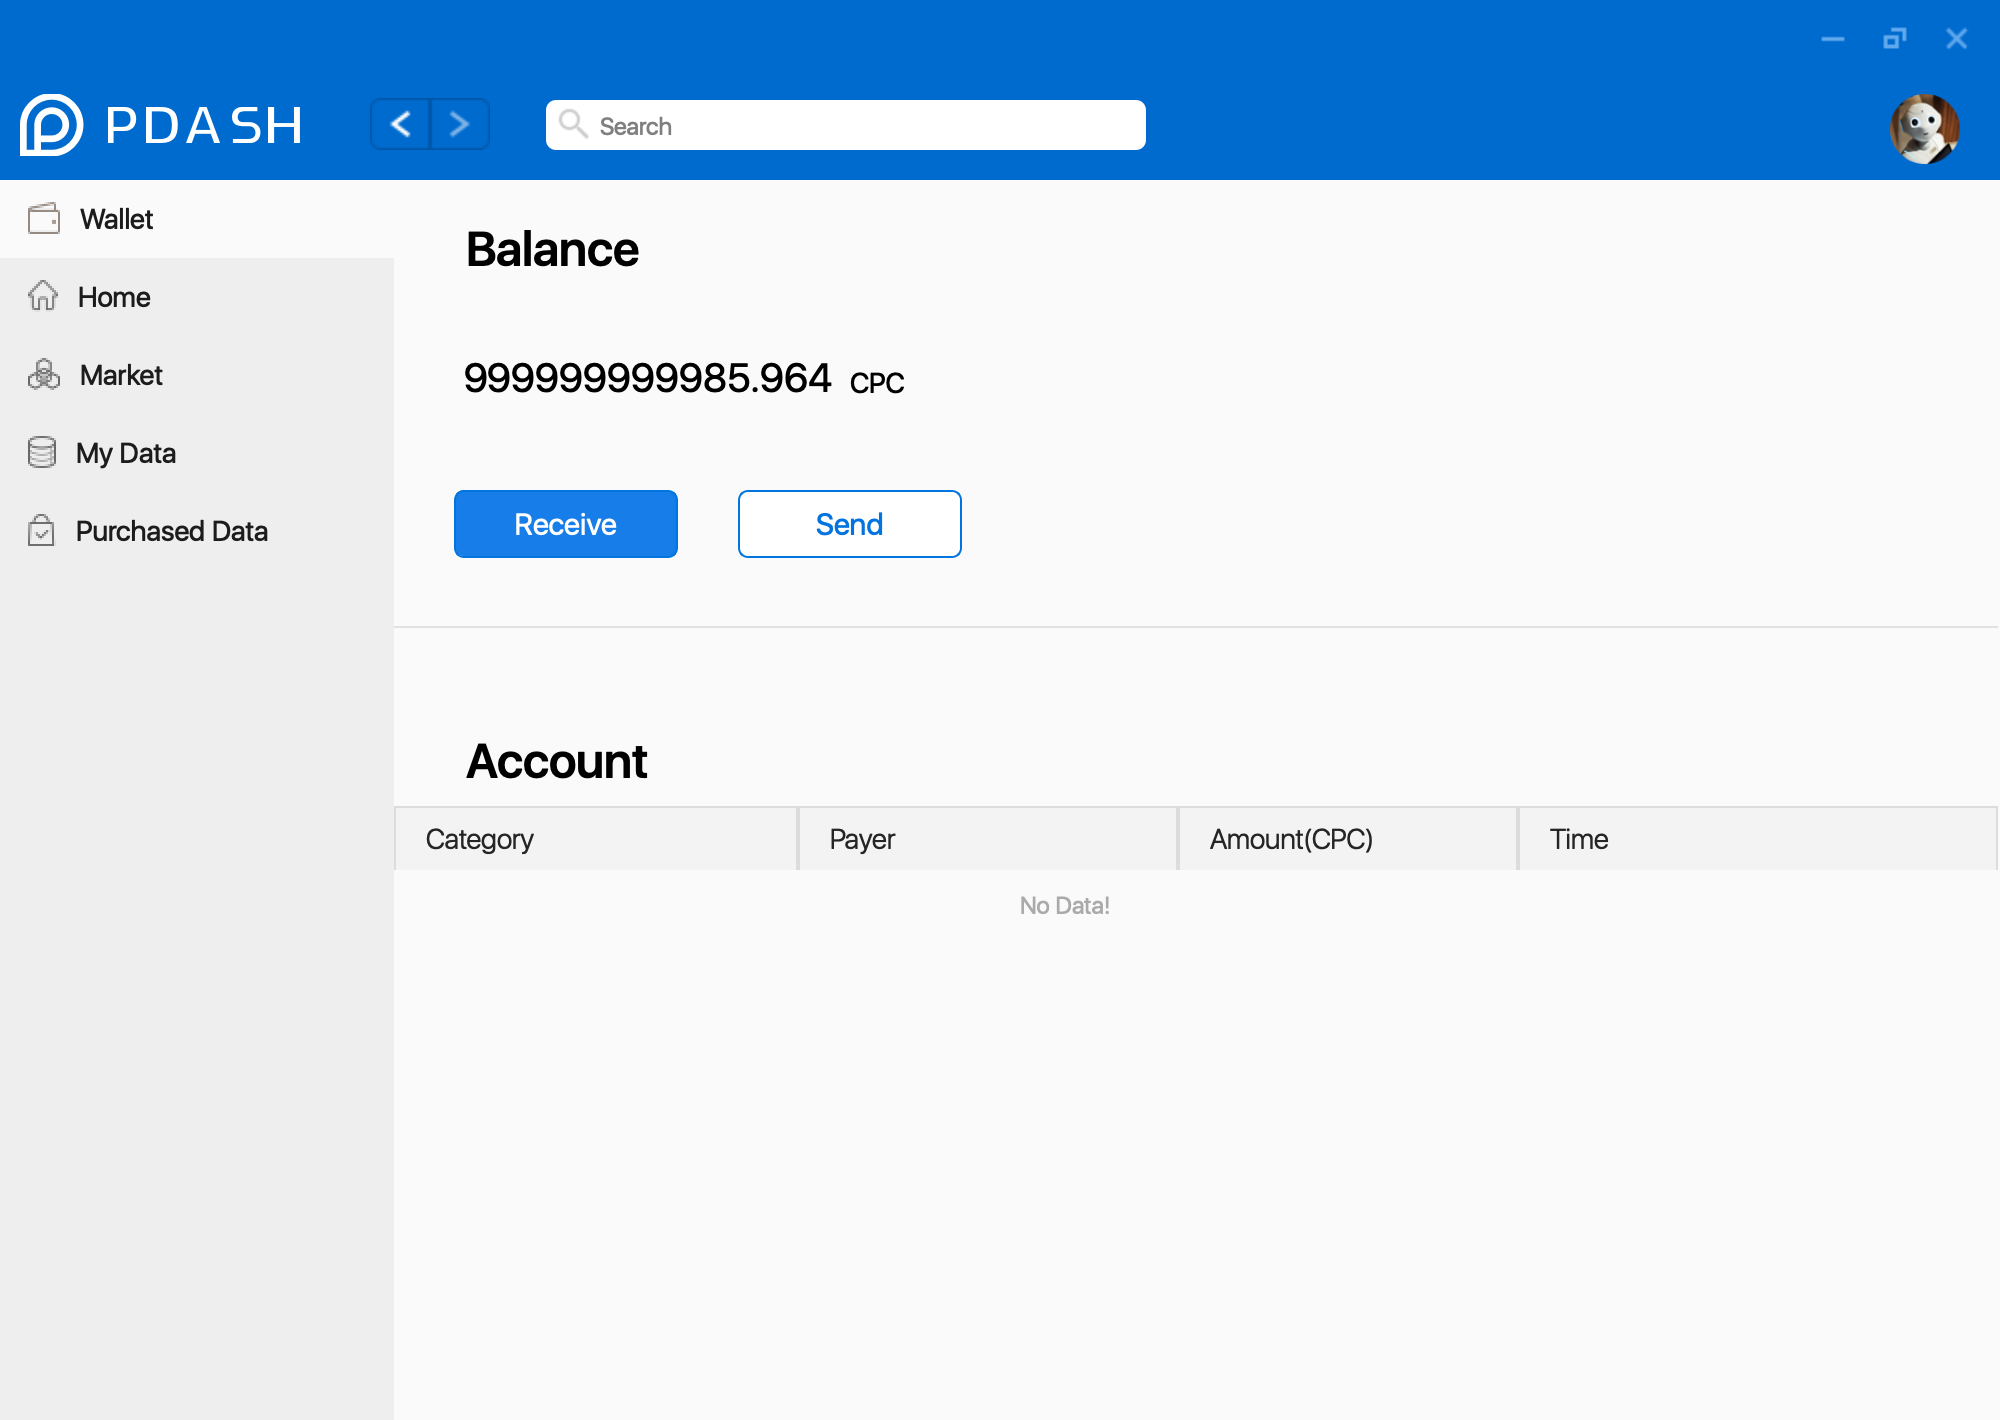 PDASH
Search
Wallet
Home
Market
My Data
Purchased Data
Balance
999999999985.964 CPC
Receive
Send
Account
Category Payer Amount(CPC) Time
No Data!